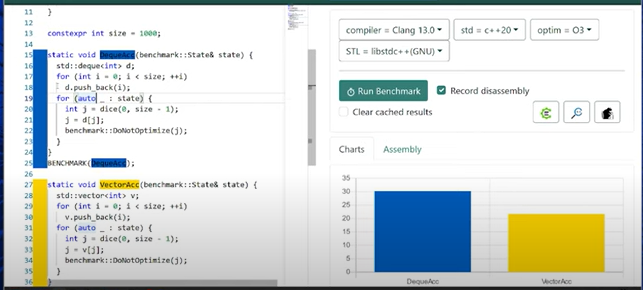 11 }
12
13 constexpr int size = 1000;
14
15 static void DequeAcc(benchmark::State& state) {
16 std::deque<int> d;
17 for (int i = 0; i < size; ++i)
18 d.push_back(i);
19 for (auto _ : state) {
20 int j = dice(0, size - 1);
21 j = d[j];
22 benchmark::DoNotOptimize(j);
23 }
24 }
25 BENCHMARK(DequeAcc);
26
27 static void VectorAcc(benchmark::State& state) {
28 std::vector<int> v;
29 for (int i = 0; i < size; ++i)
30 v.push_back(i);
31 for (auto _ : state) {
32 int j = dice(0, size - 1);
33 j = v[j];
34 benchmark::DoNotOptimize(j);
35 }
36
compiler = Clang 13.0
std = c++20
optim = O3
STL = libstdc++(GNU)
Run Benchmark
Record disassembly
Clear cached results
Charts
Assembly
35
30
25
20
15
10
5
0
DequeAcc
VectorAcc